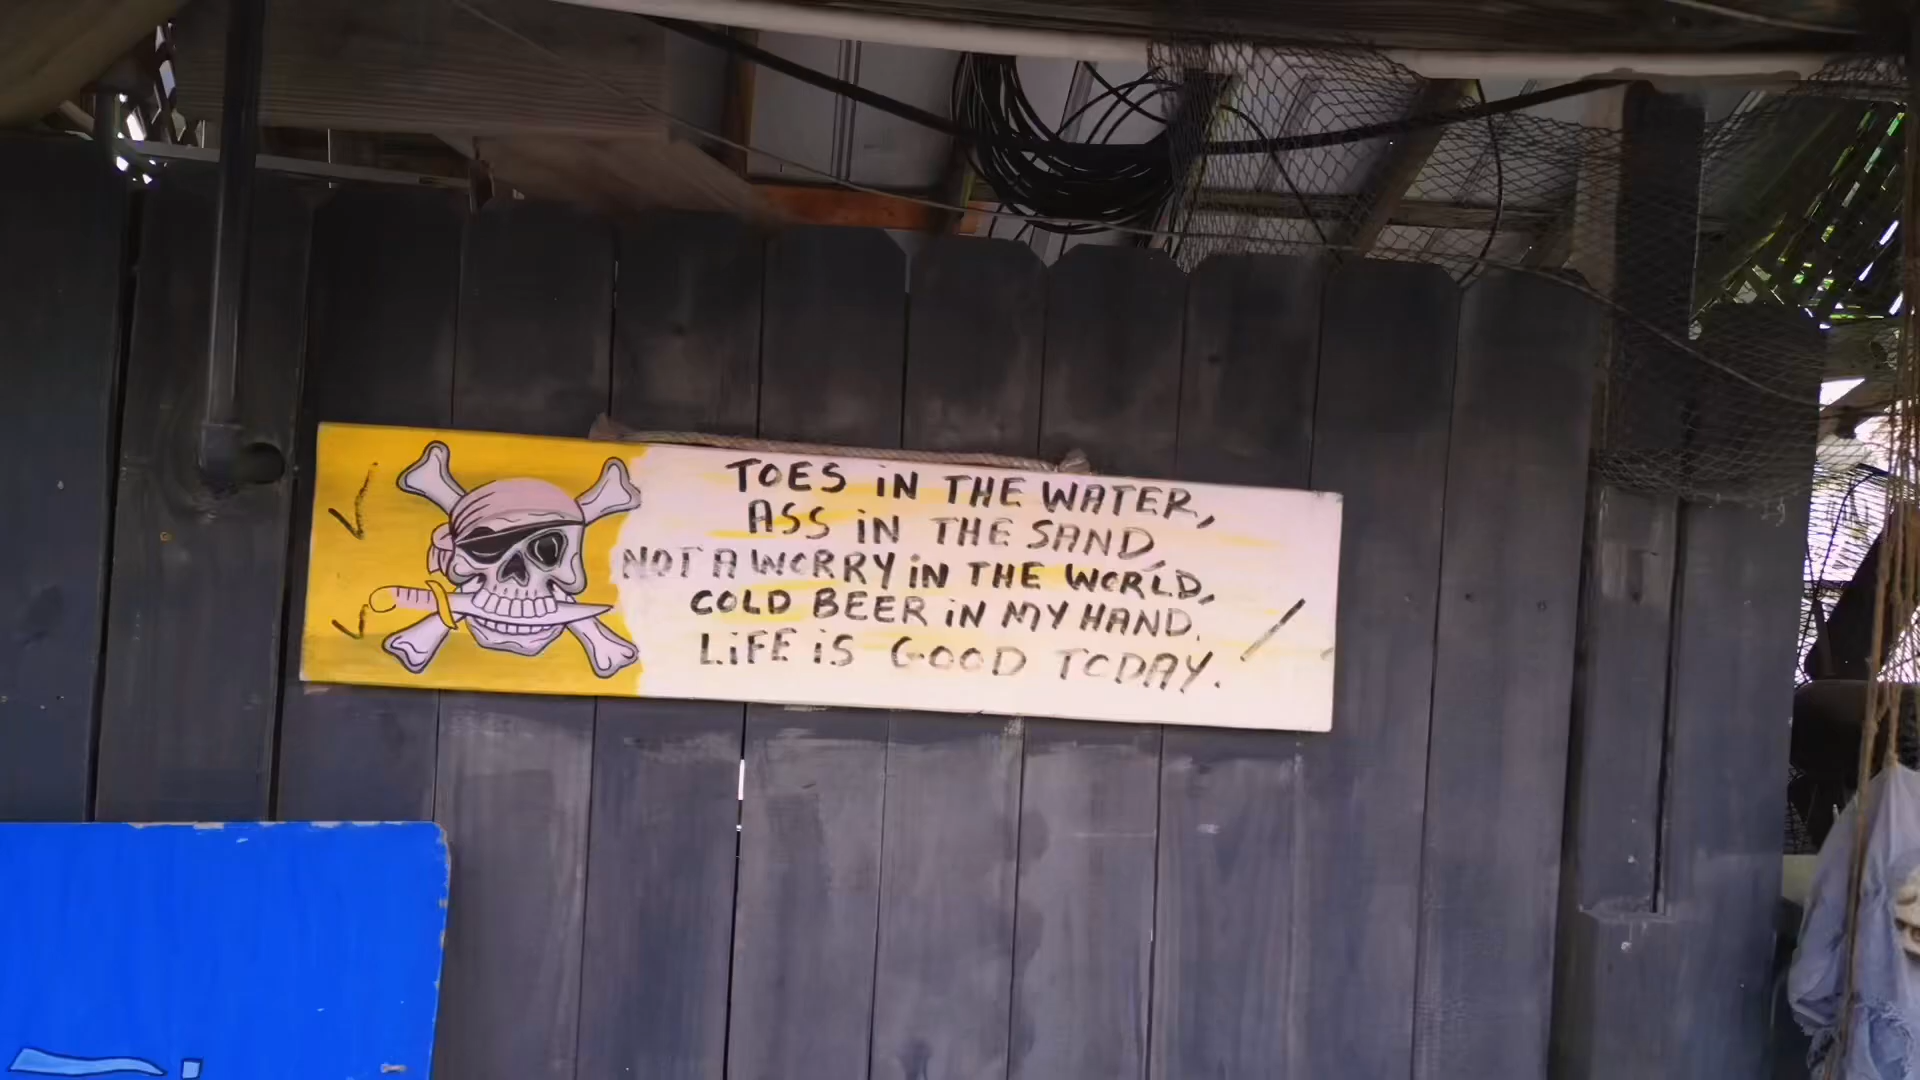 TOES iN THE WATER,
ASS iN THE SAND,
NOT A WORRY iN THE WORLD,
COLD BEER iN MY HAND.
LiFE iS GOOD TODAY.